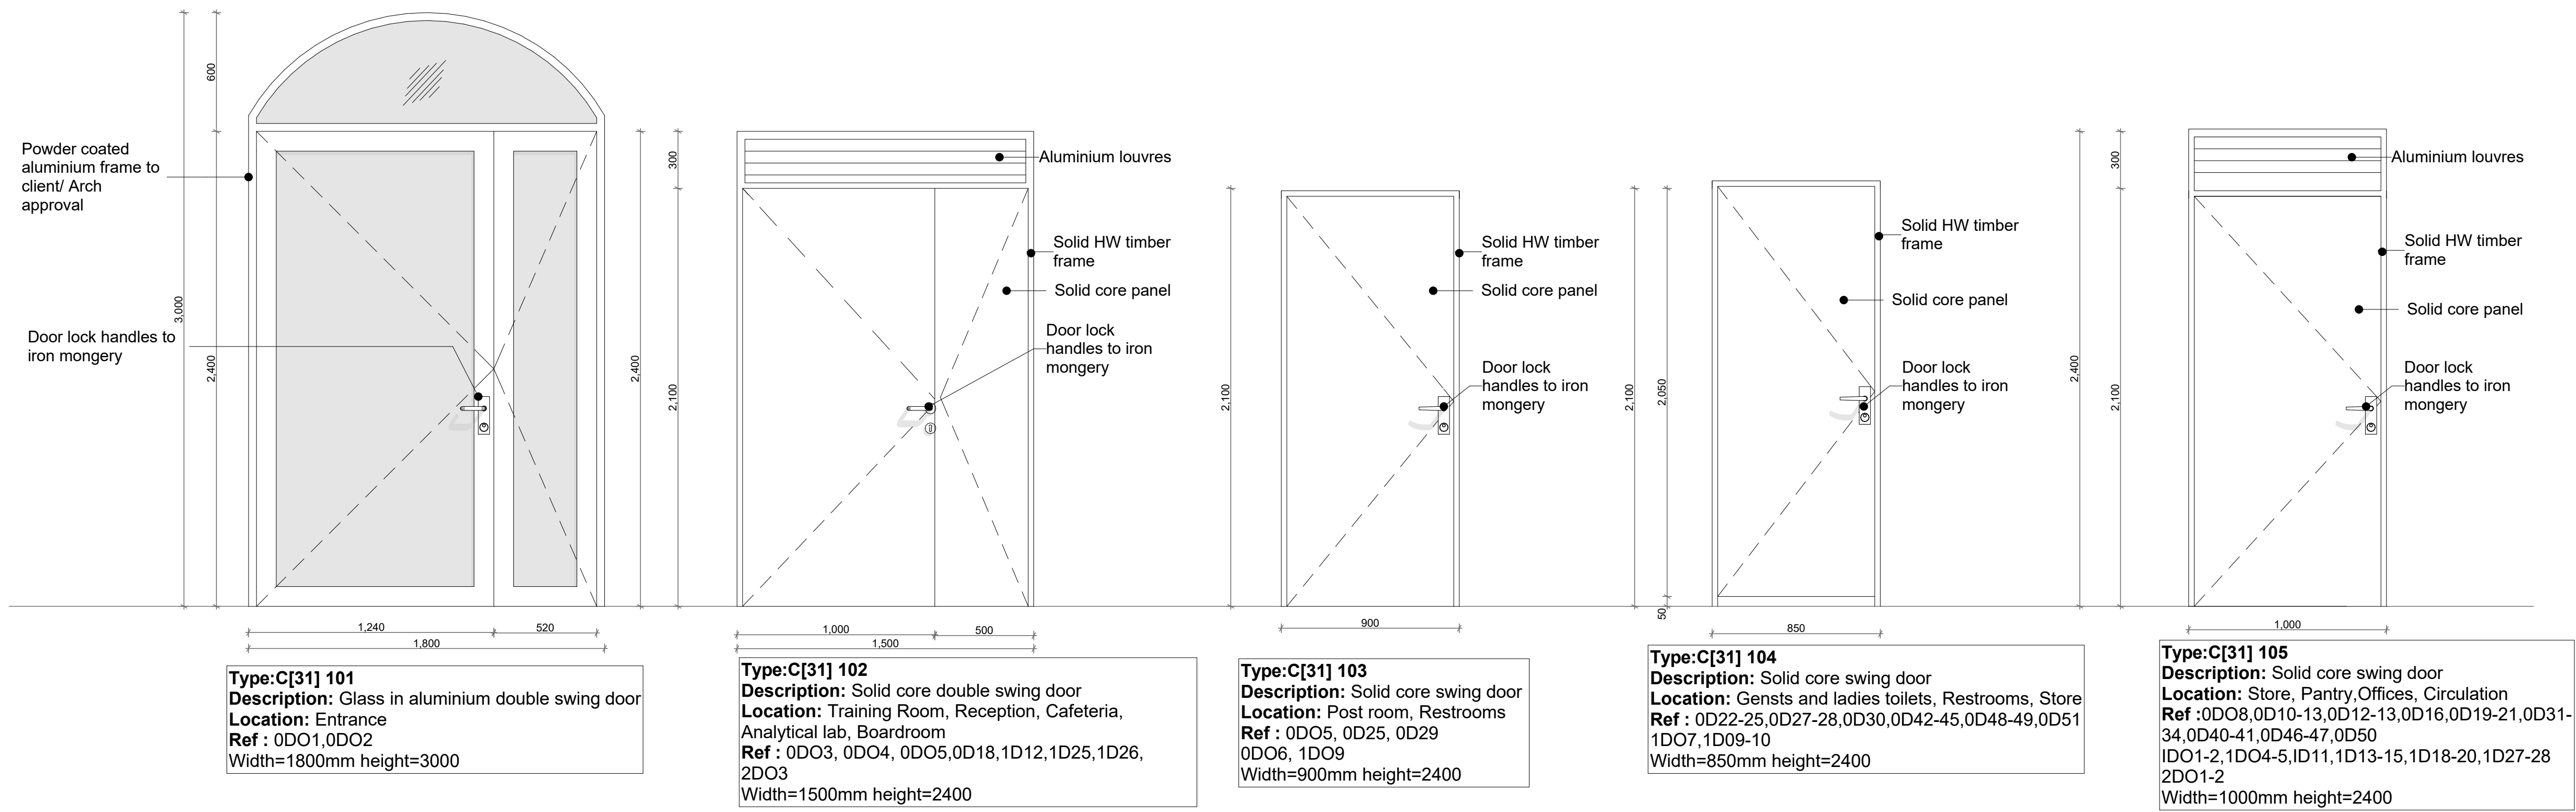 600
3,000
2,400
Powder coated
aluminium frame to
client/ Arch
approval
Door lock handles to
iron mongery
1,240
520
1,800
Type:C[31] 101
Description: Glass in aluminium double swing door
Location: Entrance
Ref : 0DO1,0DO2
Width=1800mm height=3000
2,400
300
2,100
Aluminium louvres
Solid HW timber
frame
Solid core panel
Door lock
handles to iron
mongery
1,000
500
1,500
Type:C[31] 102
Description: Solid core double swing door
Location: Training Room, Reception, Cafeteria,
Analytical lab, Boardroom
Ref : 0DO3, 0DO4, 0DO5,0D18,1D12,1D25,1D26,
2DO3
Width=1500mm height=2400
2,100
Solid HW timber
frame
Solid core panel
Door lock
handles to iron
mongery
900
Type:C[31] 103
Description: Solid core swing door
Location: Post room, Restrooms
Ref : 0DO5, 0D25, 0D29
0DO6, 1DO9
Width=900mm height=2400
2,100
2,050
50
Solid HW timber
frame
Solid core panel
Door lock
handles to iron
mongery
850
Type:C[31] 104
Description: Solid core swing door
Location: Gensts and ladies toilets, Restrooms, Store
Ref : 0D22-25,0D27-28,0D30,0D42-45,0D48-49,0D51
1DO7,1D09-10
Width=850mm height=2400
2,400
300
2,100
Aluminium louvres
Solid HW timber
frame
Solid core panel
Door lock
handles to iron
mongery
1,000
Type:C[31] 105
Description: Solid core swing door
Location: Store, Pantry,Offices, Circulation
Ref :0DO8,0D10-13,0D12-13,0D16,0D19-21,0D31-
34,0D40-41,0D46-47,0D50
IDO1-2,1DO4-5,ID11,1D13-15,1D18-20,1D27-28
2DO1-2
Width=1000mm height=2400